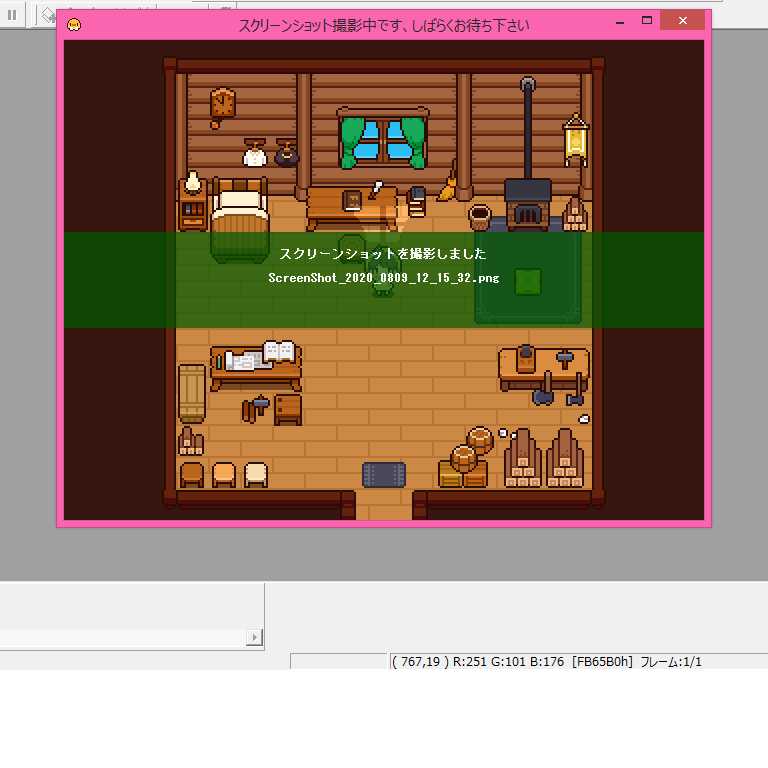 スクリーンショット撮影中です、しばらくお待ち下さい
スクリーンショットを撮影しました
ScreenShot_2020_0809_12_15_32.png
( 767,19 ) R:251 G:101 B:176 [FB65B0h] フレーム:1/1